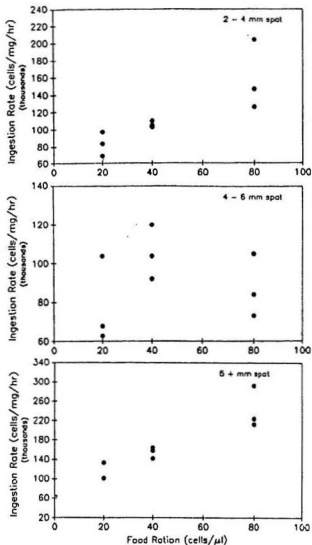 2 - 4 mm spat
240
220
200
180
160
140
120
100
80
60
0 20 40 60 80 100
Ingestion Rate (cells/mg/hr)
(thousands)
4 - 6 mm spat
140
120
100
80
60
0 20 40 60 80 100
Ingestion Rate (cells/mg/hr)
(thousands)
6 + mm spat
340
300
260
220
180
140
100
60
20
0 20 40 60 80 100
Ingestion Rate (cells/mg/hr)
(thousands)
Food Ration (cells/µl)